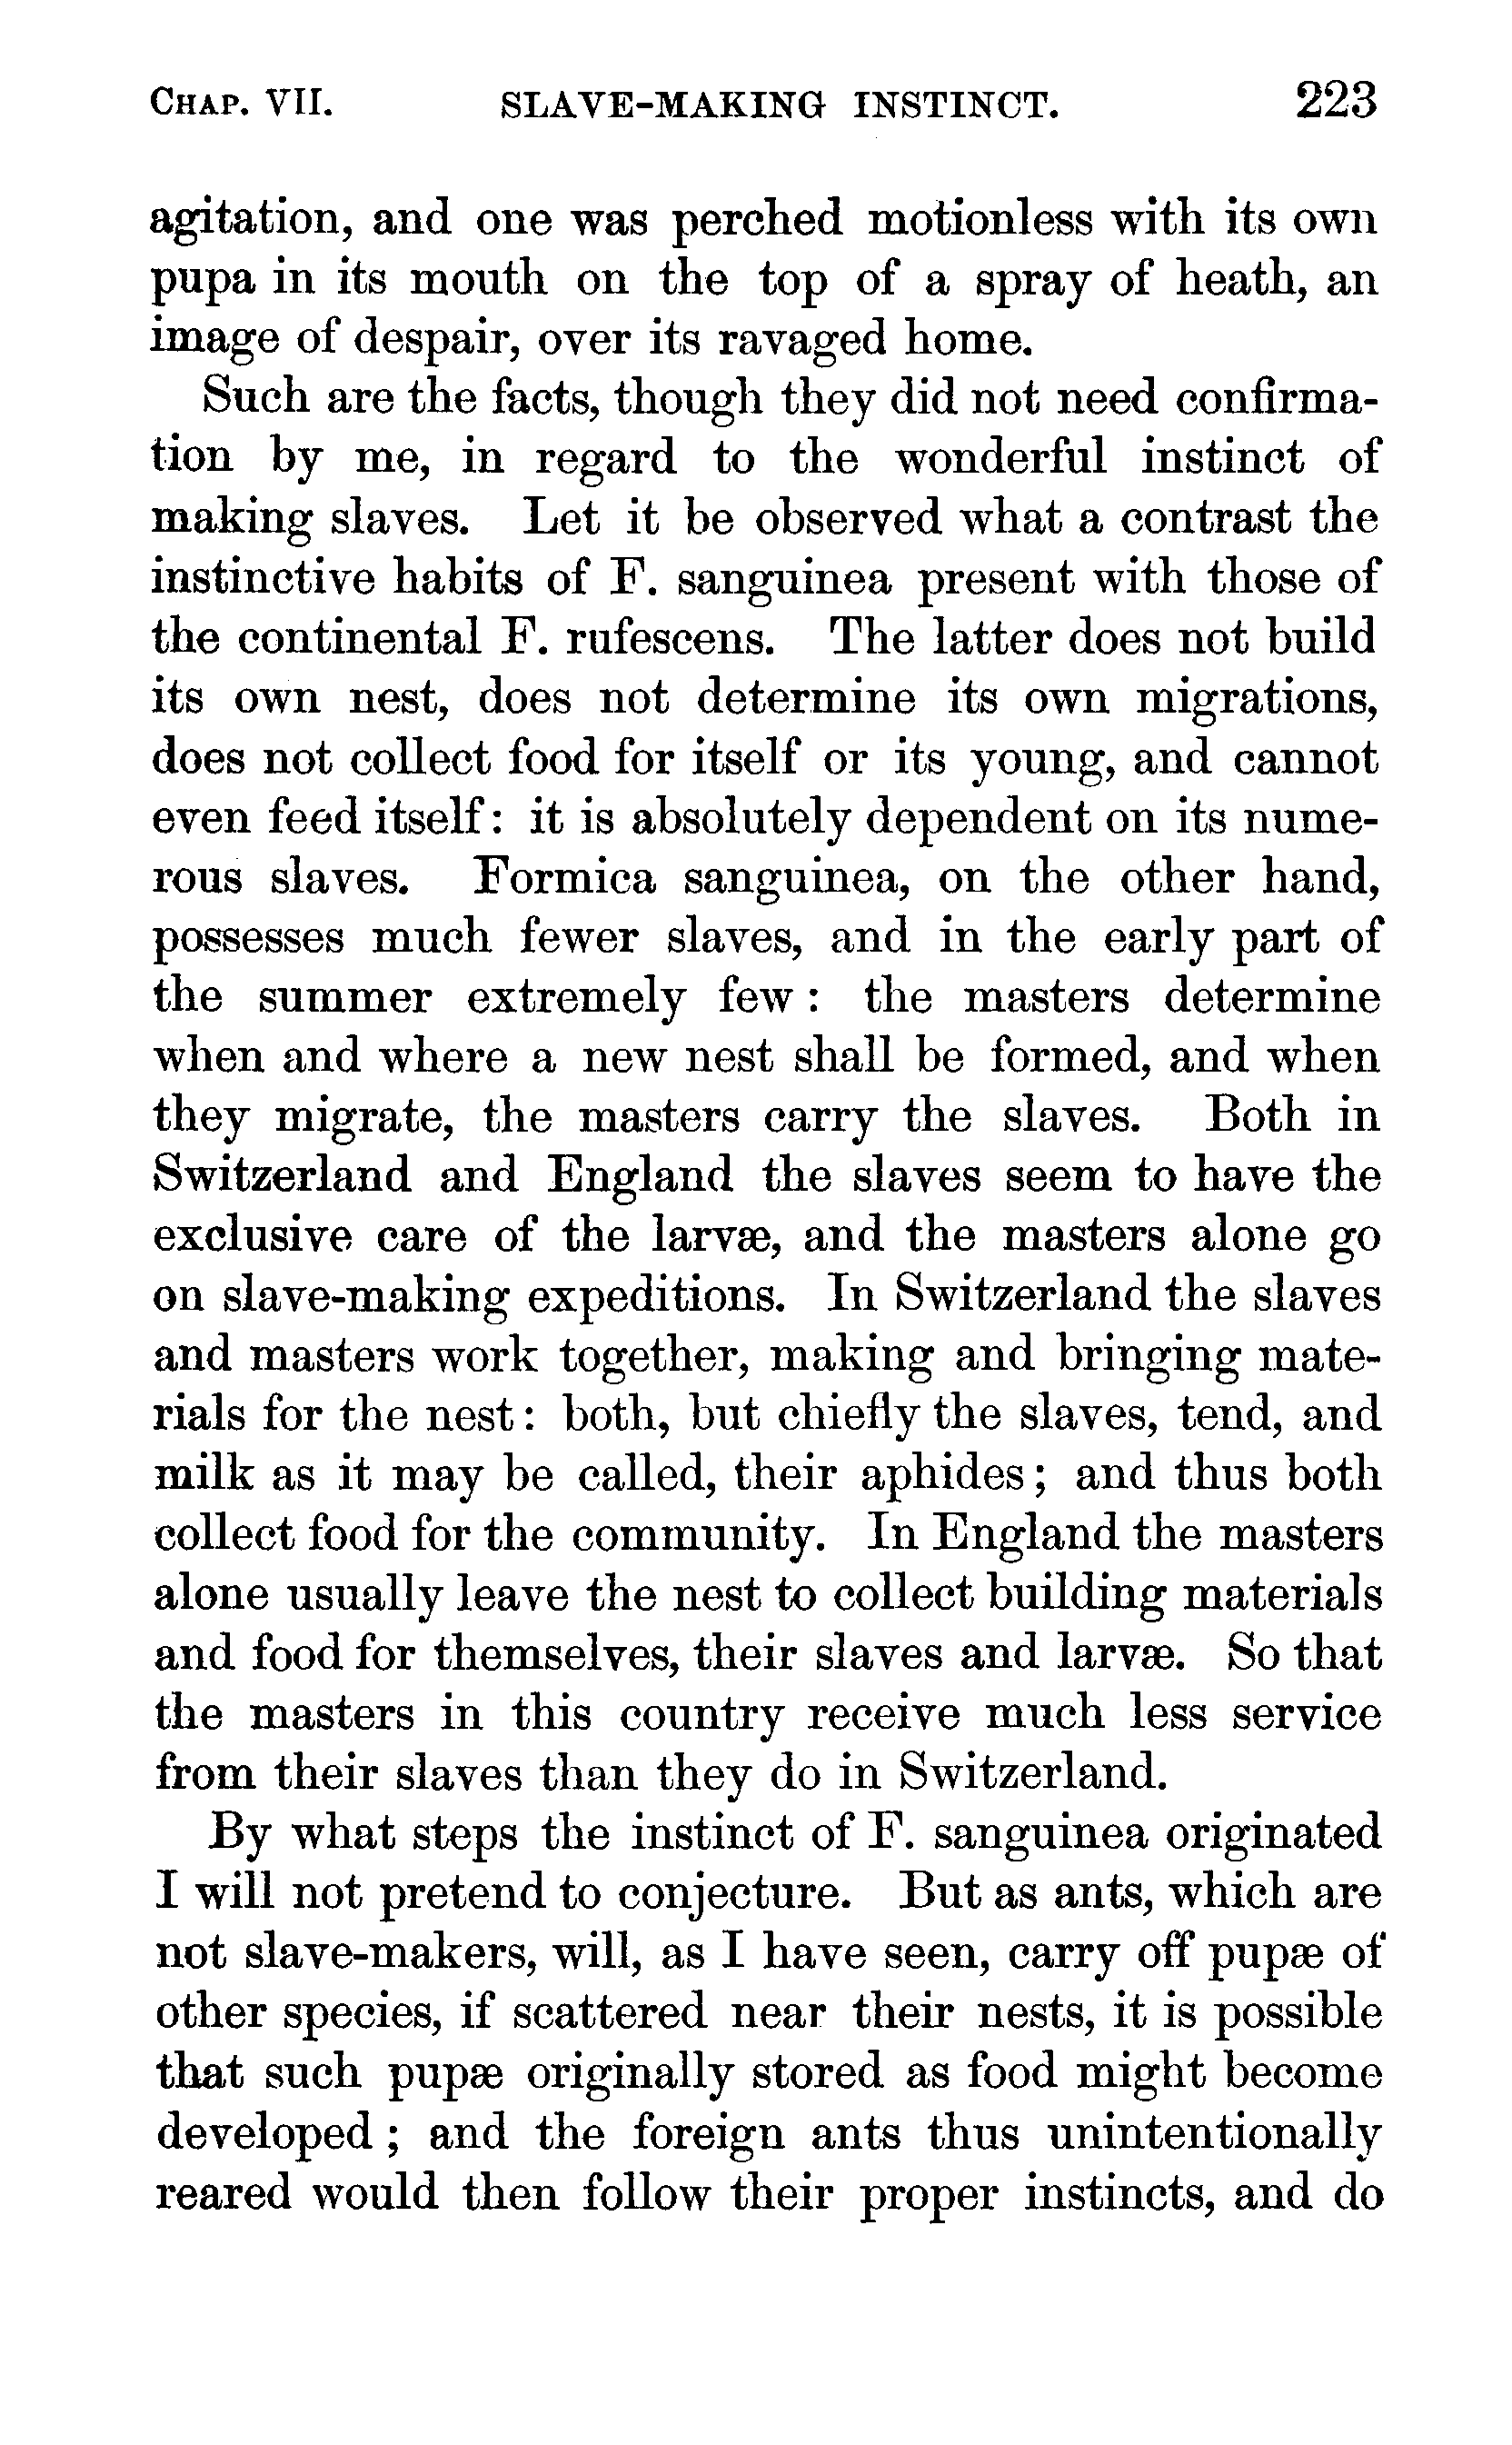 CHAP. VII. SLAVE-MAKING INSTINCT. 223
agitation, and one was perched motionless with its own
pupa in its mouth on the top of a spray of heath, an
image of despair, over its ravaged home.
Such are the facts, though they did not need confirma-
tion by me, in regard to the wonderful instinct of
making slaves. Let it be observed what a contrast the
instinctive habits of F. sanguinea present with those of
the continental F. rufescens. The latter does not build
its own nest, does not determine its own migrations,
does not collect food for itself or its young, and cannot
even feed itself: it is absolutely dependent on its nume-
rous slaves. Formica sanguinea, on the other hand,
possesses much fewer slaves, and in the early part of
the summer extremely few: the masters determine
when and where a new nest shall be formed, and when
they migrate, the masters carry the slaves. Both in
Switzerland and England the slaves seem to have the
exclusive care of the larvæ, and the masters alone go
on slave-making expeditions. In Switzerland the slaves
and masters work together, making and bringing mate-
rials for the nest: both, but chiefly the slaves, tend, and
milk as it may be called, their aphides; and thus both
collect food for the community. In England the masters
alone usually leave the nest to collect building materials
and food for themselves, their slaves and larvæ. So that
the masters in this country receive much less service
from their slaves than they do in Switzerland.
By what steps the instinct of F. sanguinea originated
I will not pretend to conjecture. But as ants, which are
not slave-makers, will, as I have seen, carry off pupæ of
other species, if scattered near their nests, it is possible
that such pupæ originally stored as food might become
developed; and the foreign ants thus unintentionally
reared would then follow their proper instincts, and do